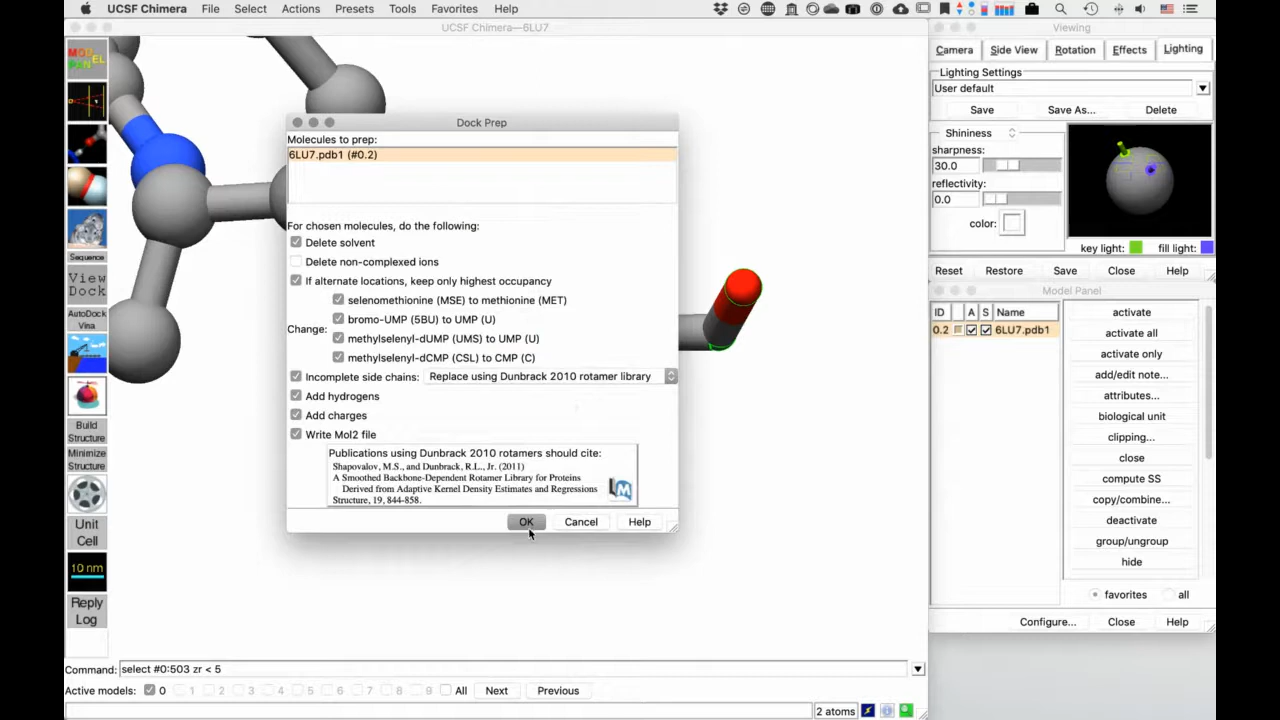 UCSF Chimera File Select Actions Presets Tools Favorites Help
UCSF Chimera—6LU7
Viewing
Camera Side View Rotation Effects Lighting
Lighting Settings
User default
Save Save As... Delete
Shininess
sharpness:
30.0
reflectivity:
0.0
color:
key light: fill light:
Reset Restore Save Close Help
Model Panel
ID A S Name
0.2 6LU7.pdb1
activate
activate all
activate only
add/edit note...
attributes...
biological unit
clipping...
close
compute SS
copy/combine...
deactivate
group/ungroup
hide
favorites all
Configure... Close Help
Sequence
View
Dock
AutoDock
Vina
Build
Structure
Minimize
Structure
Unit
Cell
10 nm
Reply
Log
Dock Prep
Molecules to prep:
6LU7.pdb1 (#0.2)
For chosen molecules, do the following:
Delete solvent
Delete non-complexed ions
If alternate locations, keep only highest occupancy
selenomethionine (MSE) to methionine (MET)
bromo-UMP (5BU) to UMP (U)
Change:
methylselenyl-dUMP (UMS) to UMP (U)
methylselenyl-dCMP (CSL) to CMP (C)
Incomplete side chains: Replace using Dunbrack 2010 rotamer library
Add hydrogens
Add charges
Write Mol2 file
Publications using Dunbrack 2010 rotamers should cite:
Shapovalov, M.S., and Dunbrack, R.L., Jr. (2011)
A Smoothed Backbone-Dependent Rotamer Library for Proteins
Derived from Adaptive Kernel Density Estimates and Regressions
Structure, 19, 844-858.
OK Cancel Help
Command: select #0:503 zr < 5
Active models: 0 1 2 3 4 5 6 7 8 9 All Next Previous
2 atoms